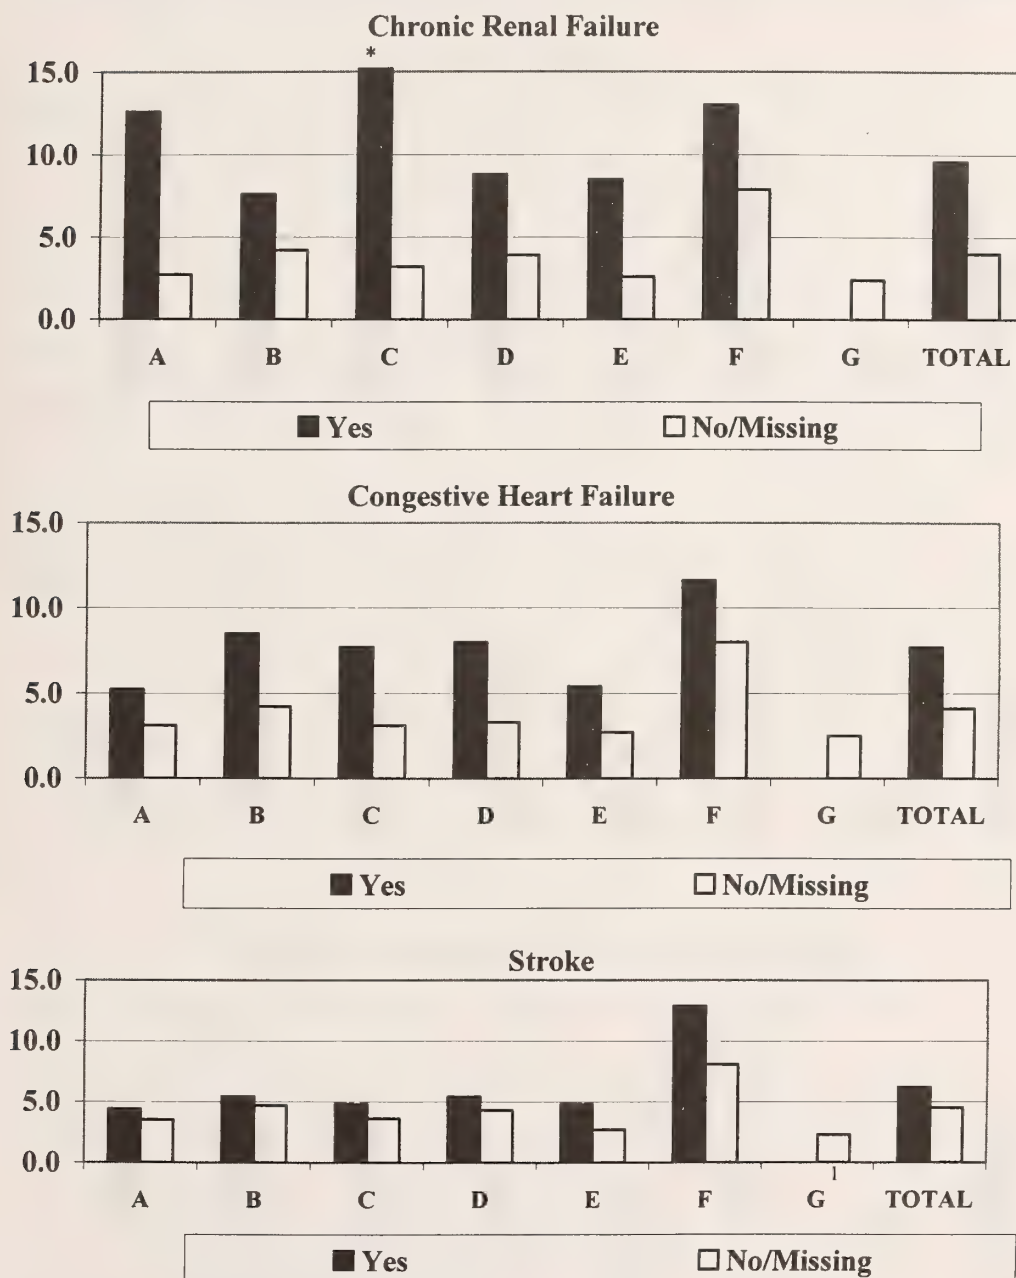 Chronic Renal Failure
*
15.0
10.0
5.0
0.0
A B C D E F G TOTAL
Yes No/Missing
Congestive Heart Failure
15.0
10.0
5.0
0.0
A B C D E F G TOTAL
Yes No/Missing
Stroke
15.0
10.0
5.0
0.0
1
A B C D E F G TOTAL
Yes No/Missing